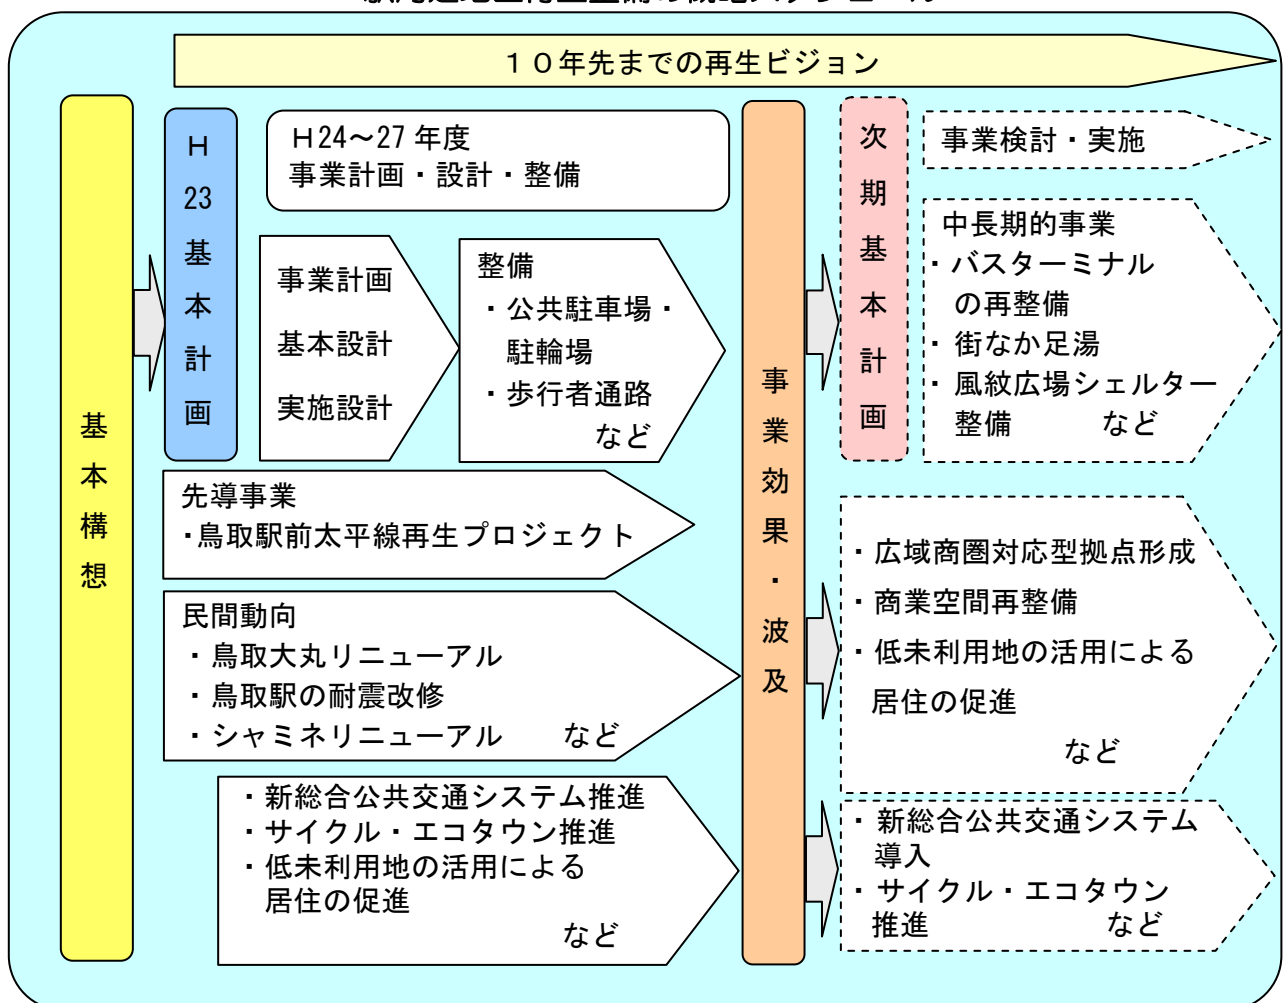 １０年先までの再生ビジョン
基本構想
Ｈ23基本計画
Ｈ24～27 年度
事業計画・設計・整備
事業計画
基本設計
実施設計
整備
・公共駐車場・
駐輪場
・歩行者通路
など
先導事業
・鳥取駅前太平線再生プロジェクト
民間動向
・鳥取大丸リニューアル
・鳥取駅の耐震改修
・シャミネリニューアル　など
・新総合公共交通システム推進
・サイクル・エコタウン推進
・低未利用地の活用による
居住の促進
など
事業効果・波及
次期基本計画
事業検討・実施
中長期的事業
・バスターミナル
の再整備
・街なか足湯
・風紋広場シェルター
整備　など
・広域商圏対応型拠点形成
・商業空間再整備
・低未利用地の活用による
居住の促進
など
・新総合公共交通システム
導入
・サイクル・エコタウン
推進　など